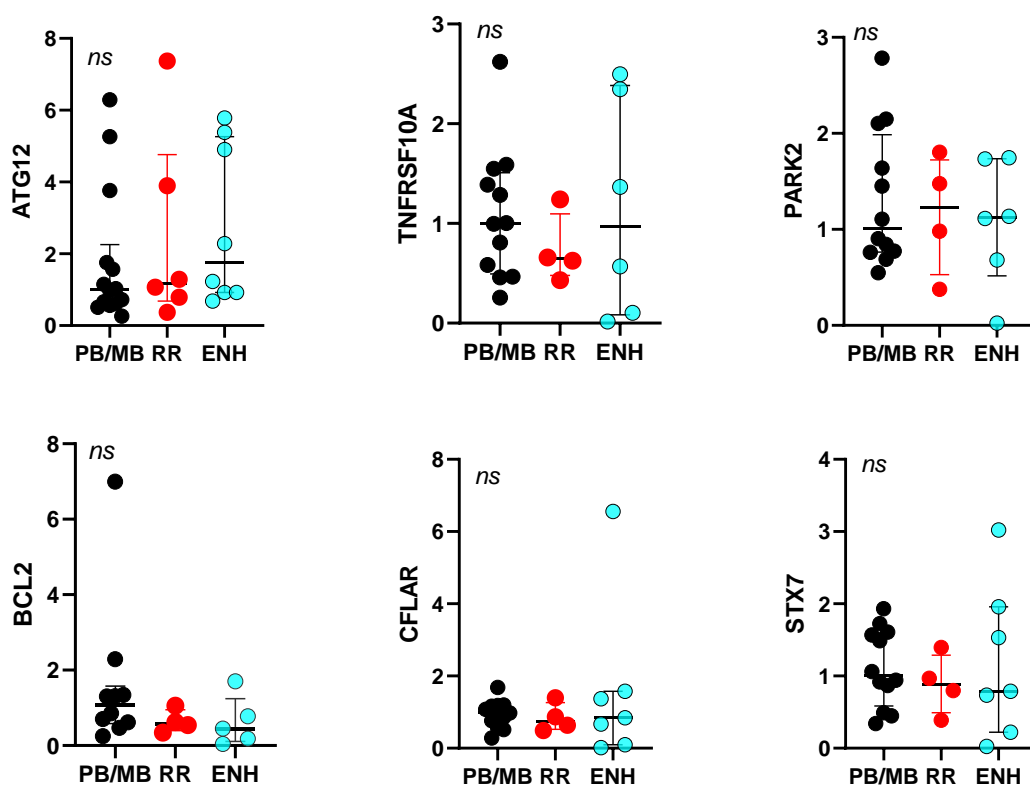 ATG12
ns
8
6
4
2
0
PB/MB RR ENH
TNFRSF10A
ns
3
2
1
0
PB/MB RR ENH
PARK2
ns
3
2
1
0
PB/MB RR ENH
BCL2
ns
8
6
4
2
0
PB/MB RR ENH
CFLAR
ns
8
6
4
2
0
PB/MB RR ENH
STX7
ns
4
3
2
1
0
PB/MB RR ENH